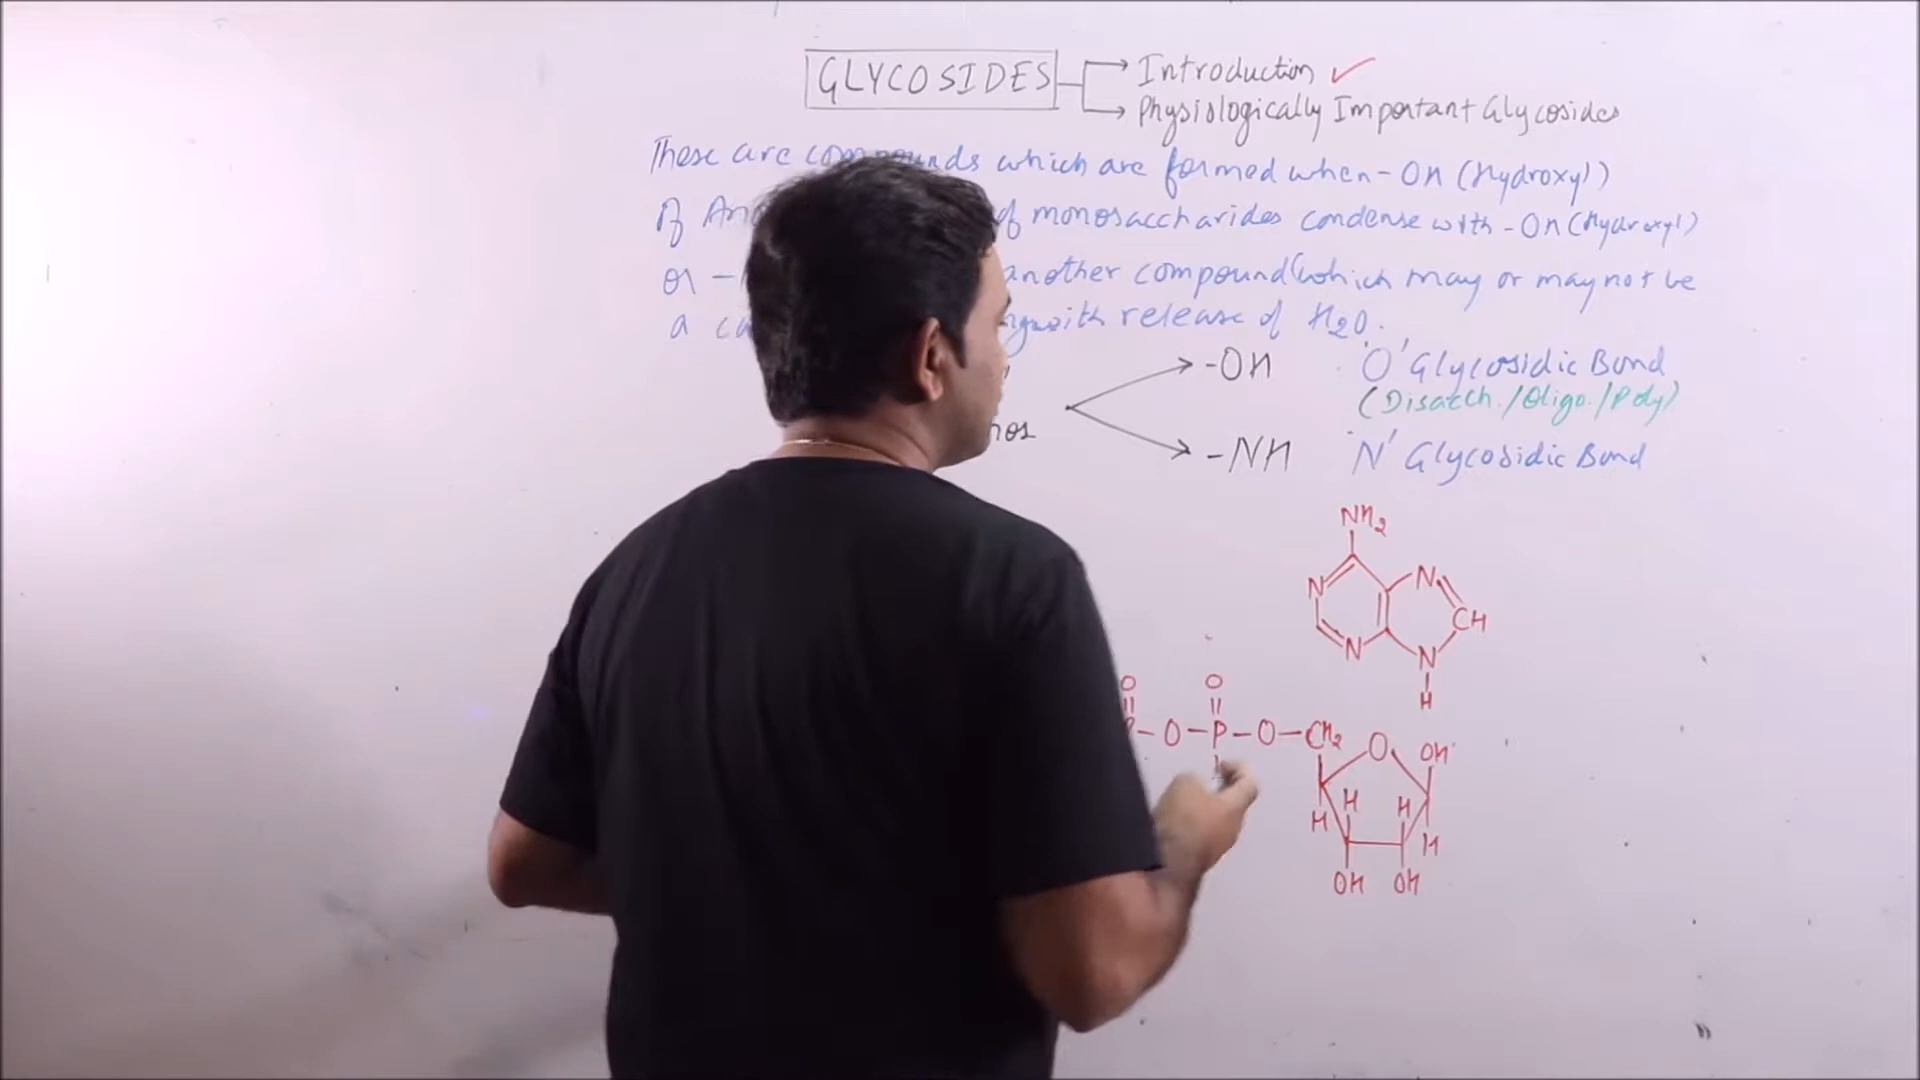 GLYCOSIDES
Introduction ✓
Physiologically Important Glycosides
These are compounds which are formed when -OH (Hydroxyl)
of monosaccharides condense with -OH (Hydroxyl)
or - another compound (which may or may not be
a with release of H2O.
-OH 'O' Glycosidic Bond
(Disacch./Oligo./Poly)
-NH 'N' Glycosidic Bond
NH2
N N
CH
N N
H
O O
P-O-P-O-CH2 O OH
H H H H
OH OH